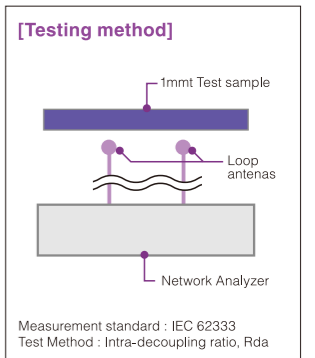 [Testing method]
1mmt Test sample
Loop
antenas
Network Analyzer
Measurement standard : IEC 62333
Test Method : Intra-decoupling ratio, Rda